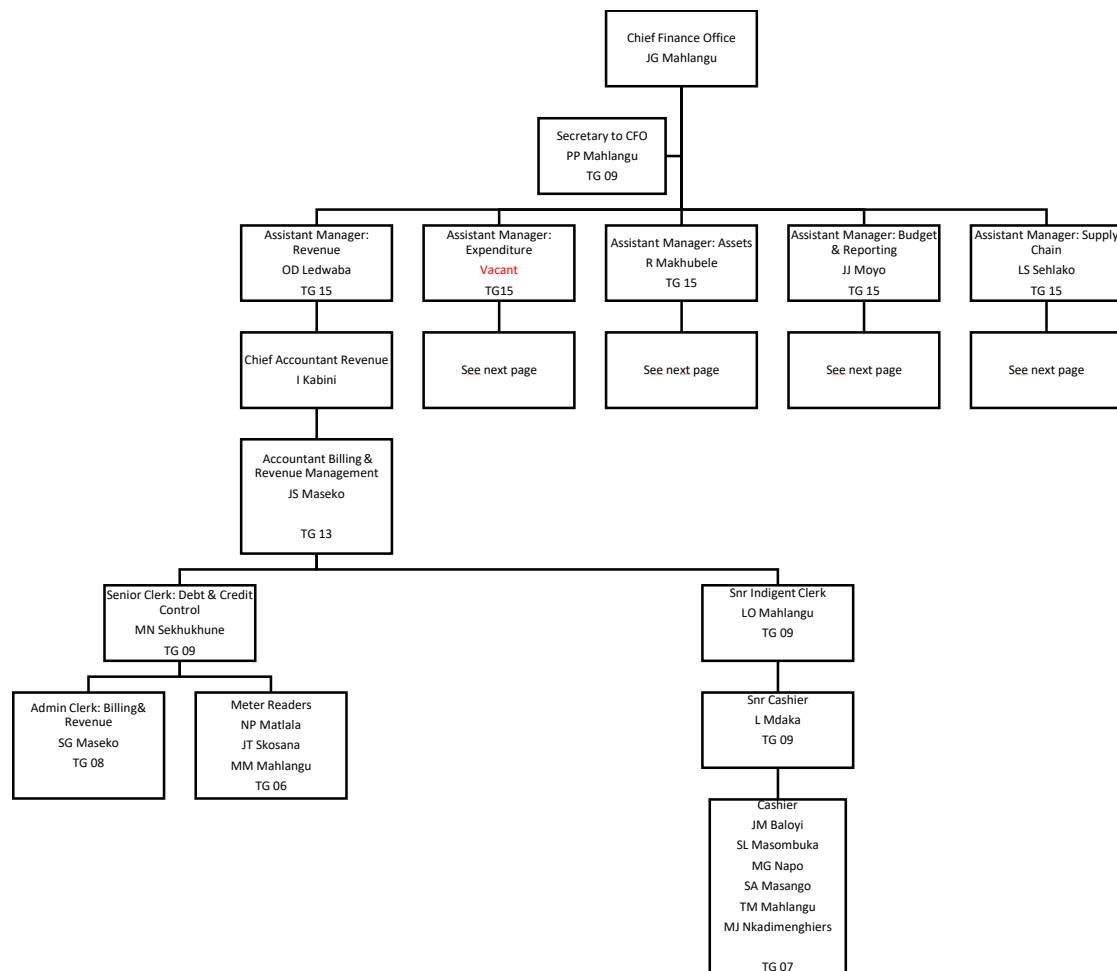 Chief Finance Office
JG Mahlangu
Secretary to CFO
PP Mahlangu
TG 09
Assistant Manager:
Revenue
OD Ledwaba
TG 15
Assistant Manager:
Expenditure
Vacant
TG15
Assistant Manager: Assets
R Makhubele
TG 15
Assistant Manager: Budget
& Reporting
JJ Moyo
TG 15
Assistant Manager: Supply
Chain
LS Sehlako
TG 15
Chief Accountant Revenue
I Kabini
See next page
See next page
See next page
See next page
Accountant Billing &
Revenue Management
JS Maseko
TG 13
Senior Clerk: Debt & Credit
Control
MN Sekhukhune
TG 09
Snr Indigent Clerk
LO Mahlangu
TG 09
Admin Clerk: Billing&
Revenue
SG Maseko
TG 08
Meter Readers
NP Matlala
JT Skosana
MM Mahlangu
TG 06
Snr Cashier
L Mdaka
TG 09
Cashier
JM Baloyi
SL Masombuka
MG Napo
SA Masango
TM Mahlangu
MJ Nkadimenghiers
TG 07